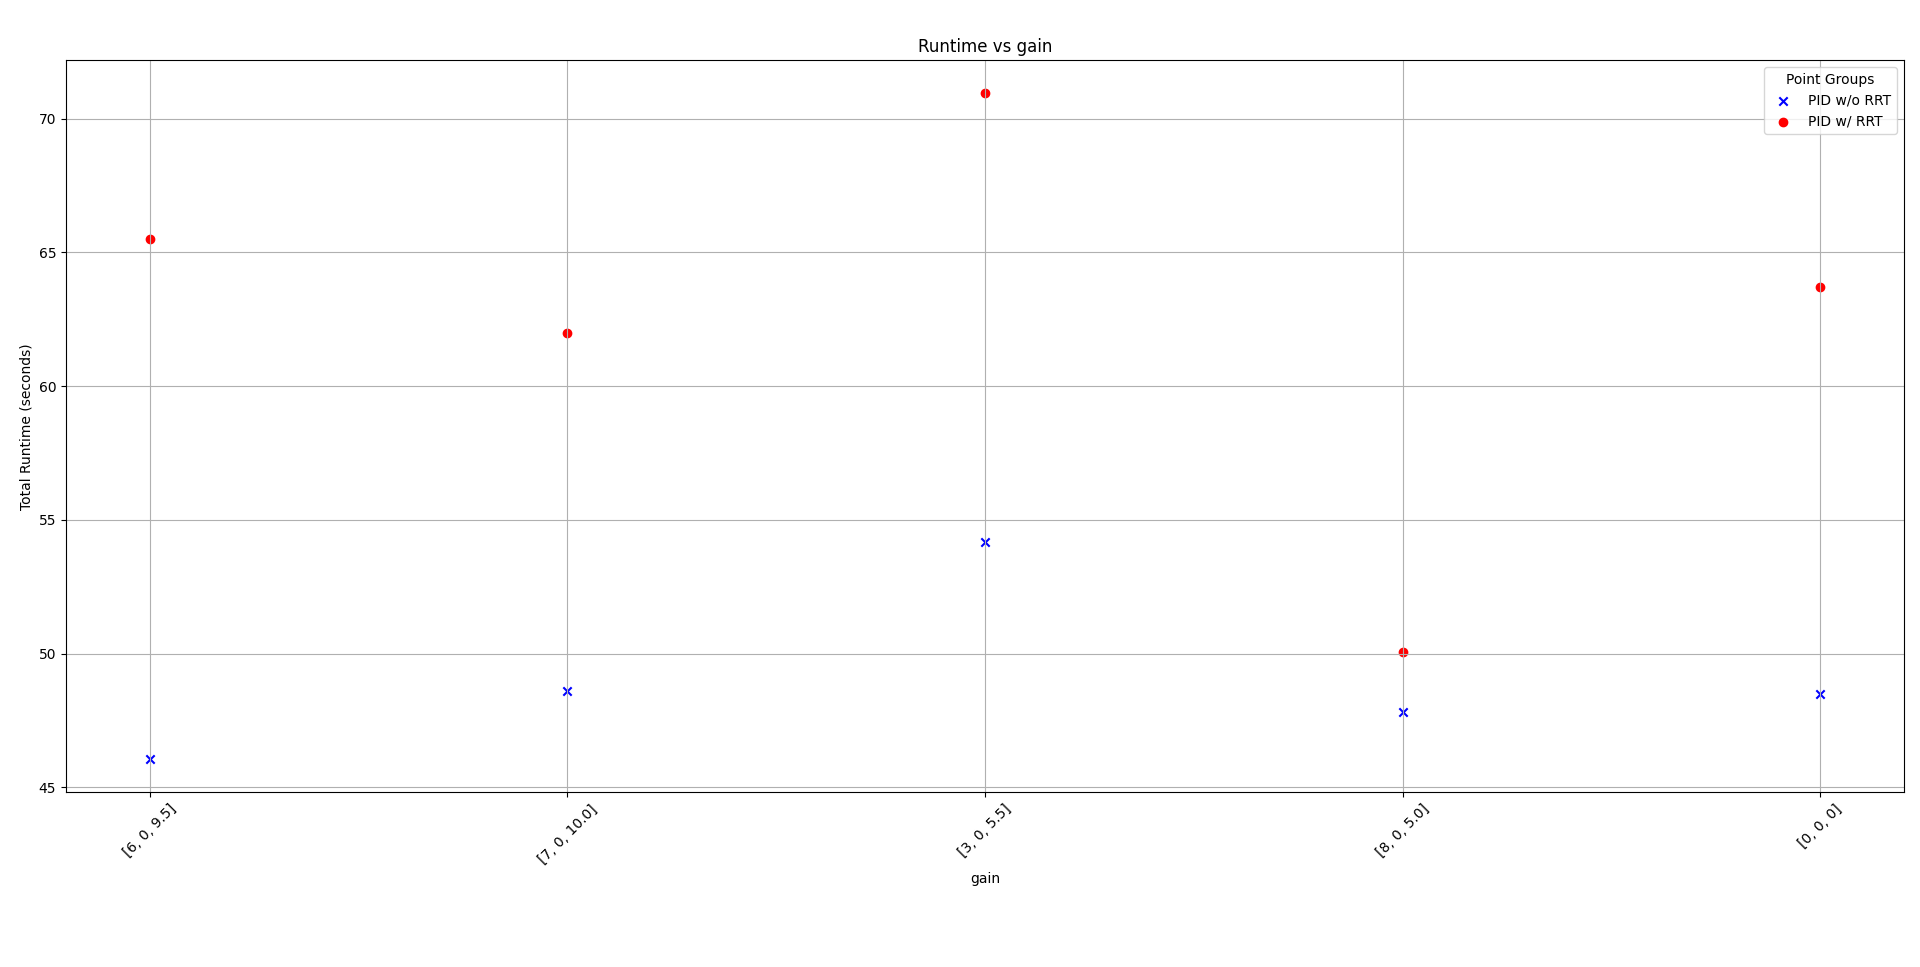 Runtime vs gain
Point Groups
PID w/o RRT
PID w/ RRT
Total Runtime (seconds)
70
65
60
55
50
45
[6, 0, 9.5]
[7, 0, 10.0]
[3, 0, 5.5]
[8, 0, 5.0]
[0, 0, 0]
gain